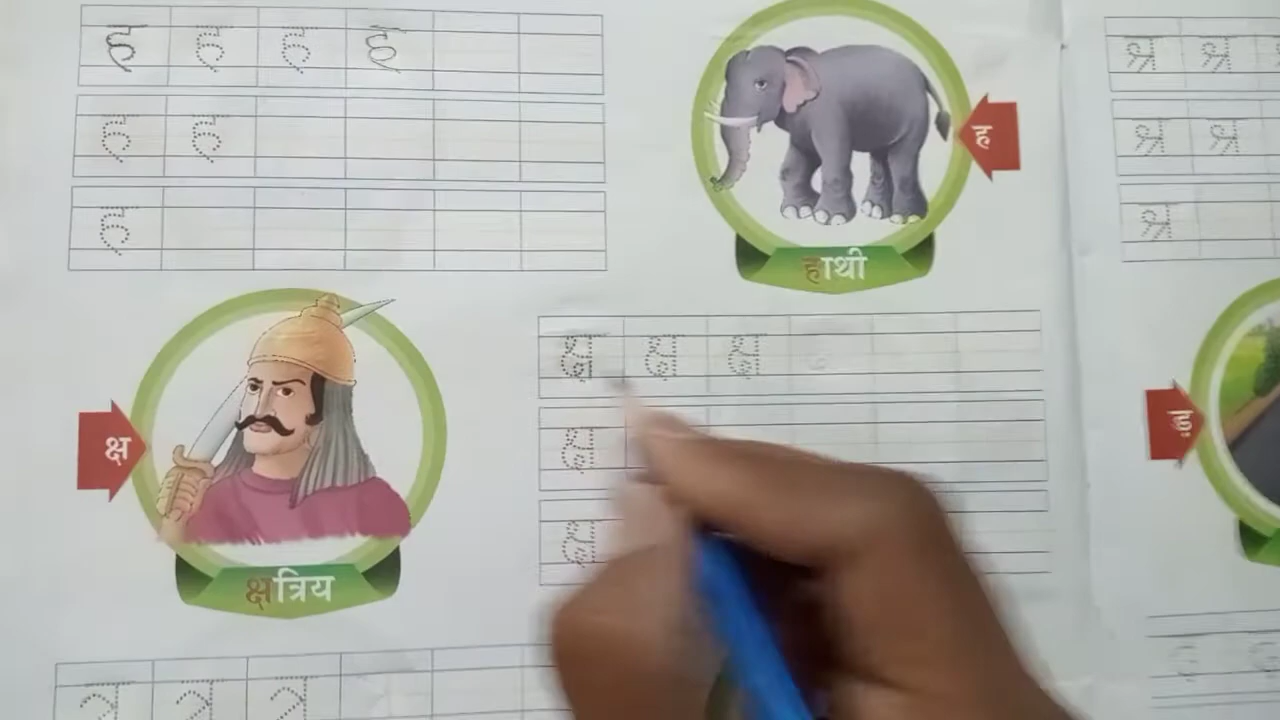 ह ह ह ह
ह ह
ह
ह
हाथी
श्र श्र
श्र श्र
श्र
क्ष
क्षत्रिय
क्ष क्ष क्ष
क्ष
क्ष
ड़
त्र त्र त्र